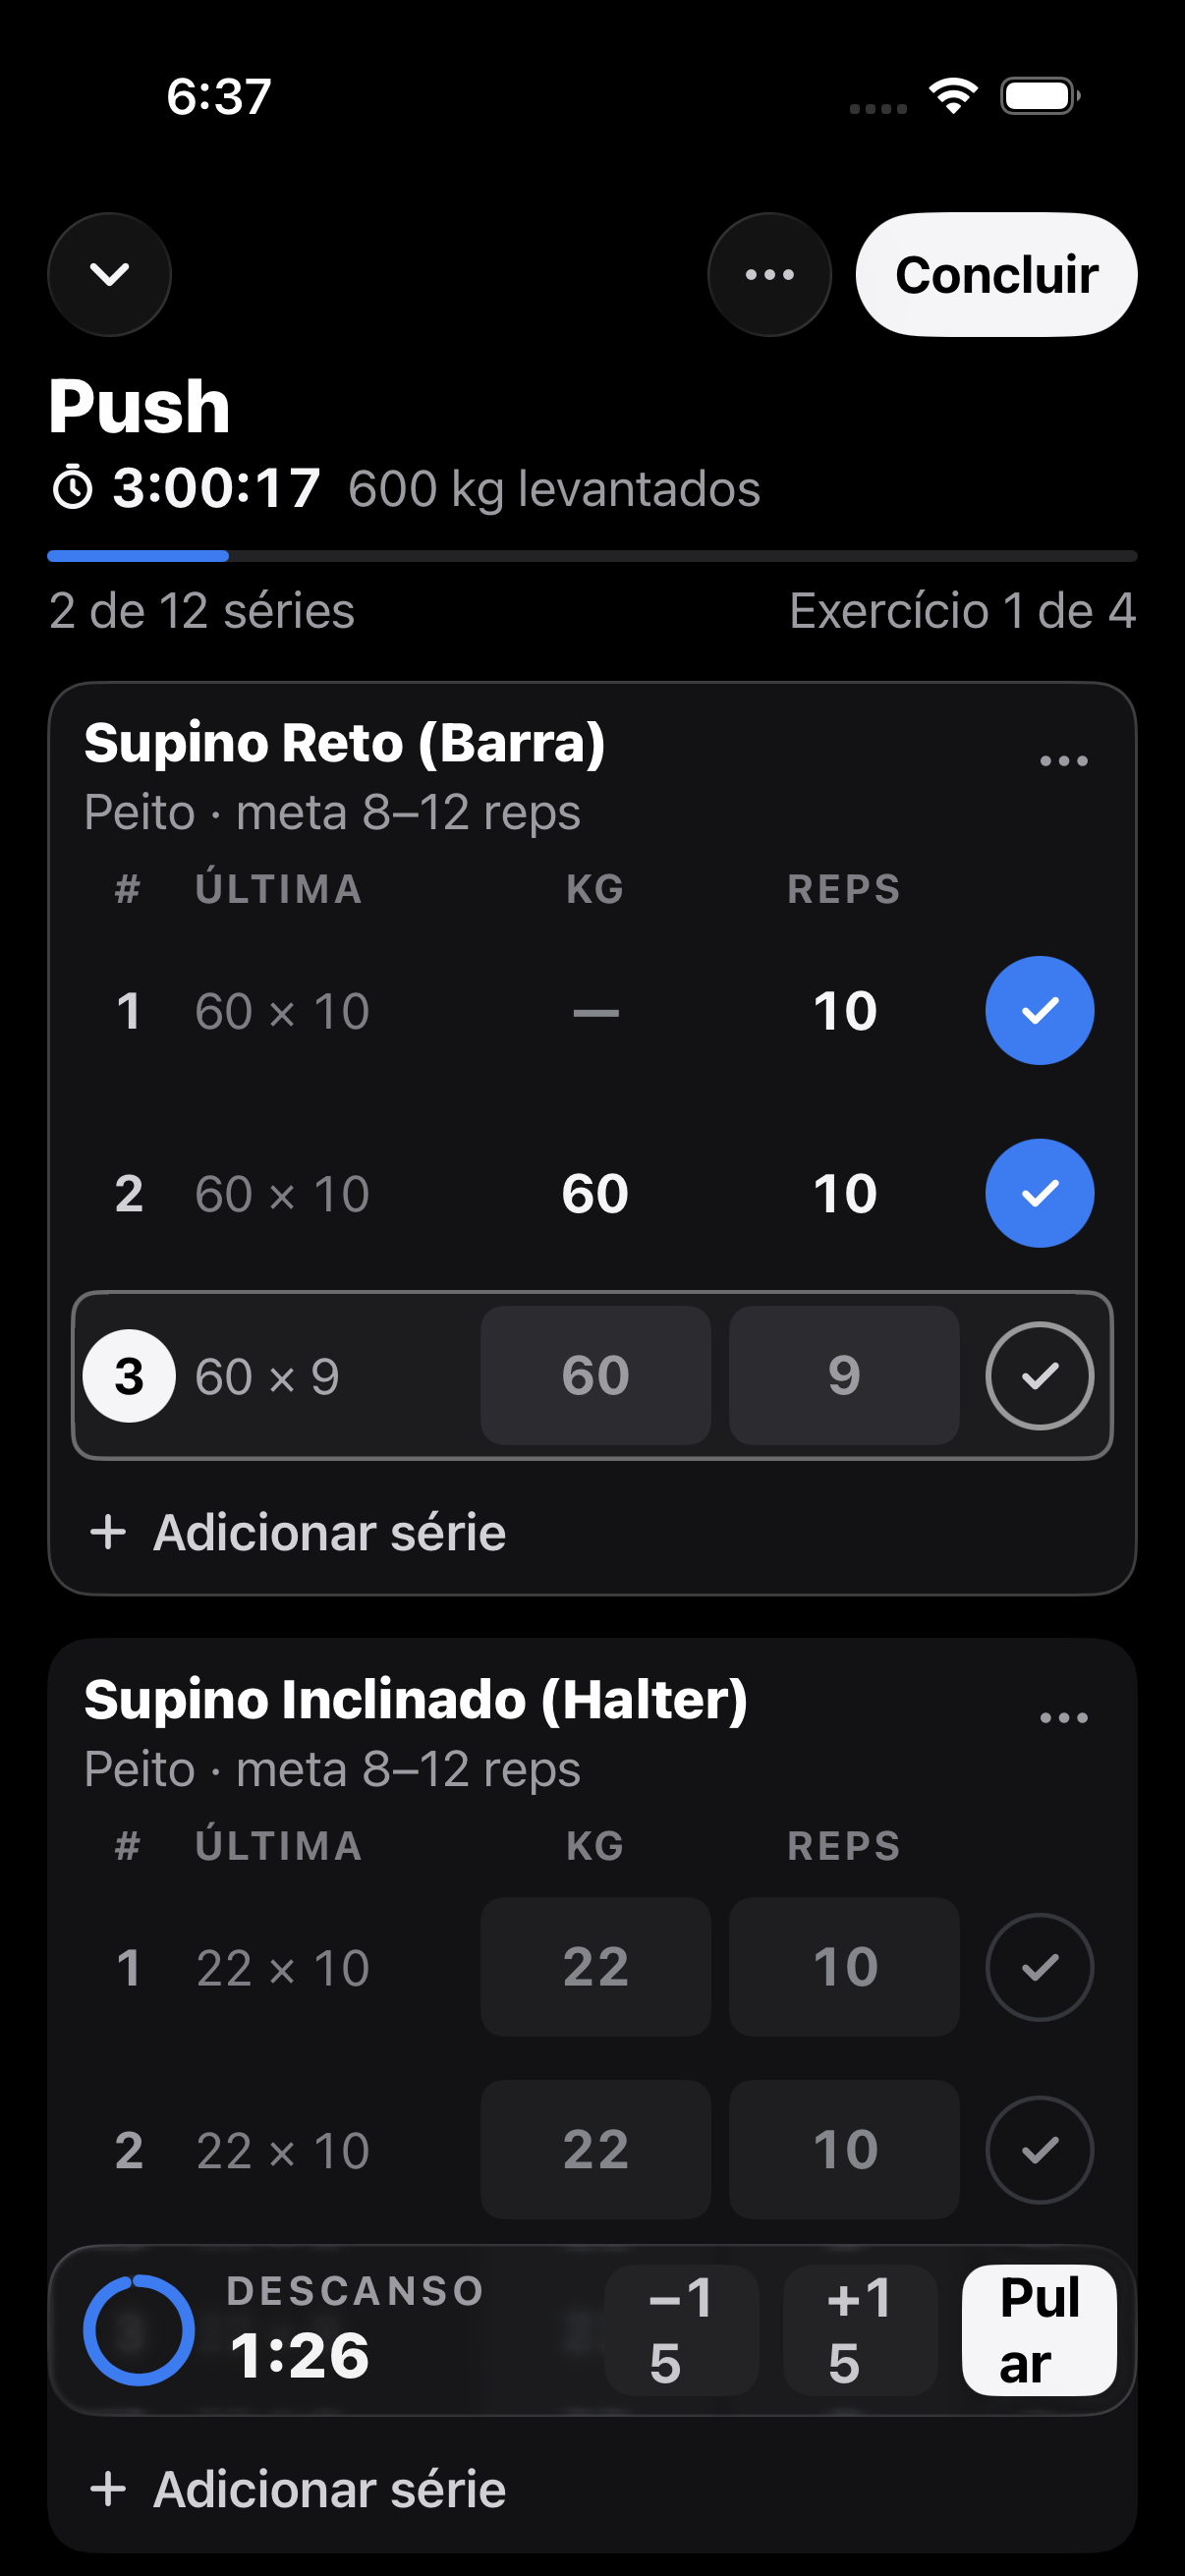 6:37
Concluir
Push
3:00:17 600 kg levantados
2 de 12 séries Exercício 1 de 4
Supino Reto (Barra)
Peito · meta 8–12 reps
# ÚLTIMA KG REPS
1 60 × 10 — 10
2 60 × 10 60 10
3 60 × 9 60 9
+ Adicionar série
Supino Inclinado (Halter)
Peito · meta 8–12 reps
# ÚLTIMA KG REPS
1 22 × 10 22 10
2 22 × 10 22 10
DESCANSO
1:26
−1
5
+1
5
Pul
ar
+ Adicionar série